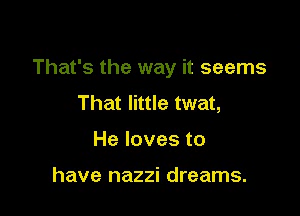 That's the way it seems
That little twat,
He loves to
have nazzi dreams.